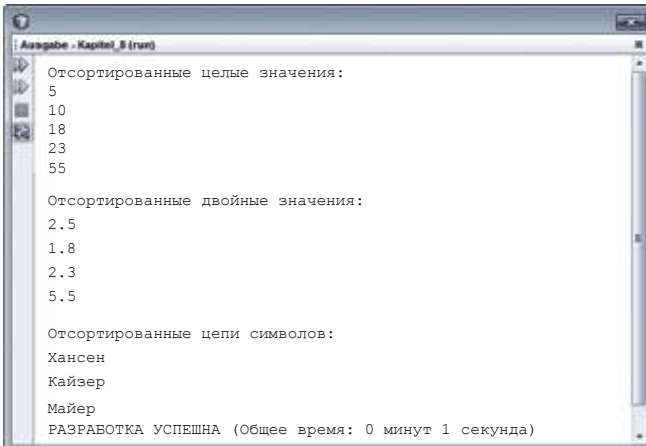 Ausgabe - Kapitel_8 (run)
Отсортированные целые значения:
5
10
18
23
55
Отсортированные двойные значения:
2.5
1.8
2.3
5.5
Отсортированные цепи символов:
Хансен
Кайзер
Майер
РАЗРАБОТКА УСПЕШНА (Общее время: 0 минут 1 секунда)